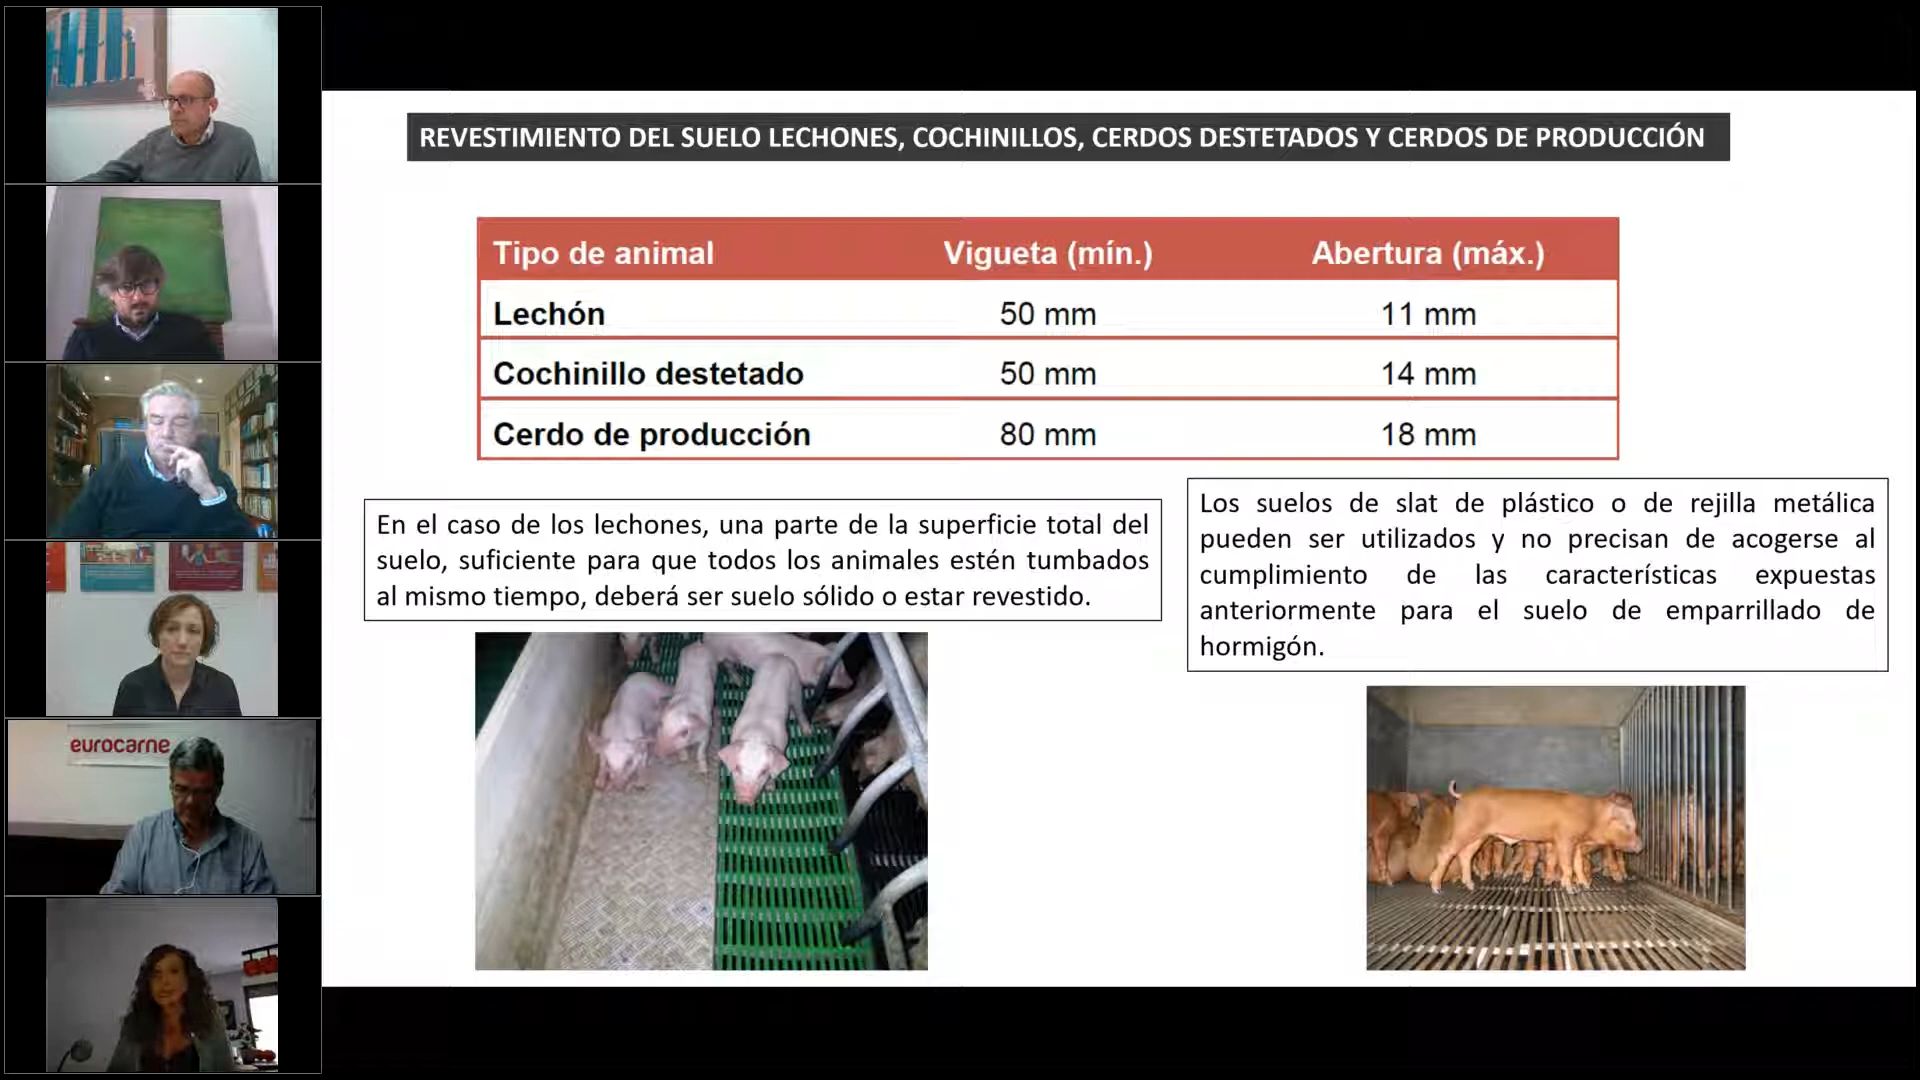 REVESTIMIENTO DEL SUELO LECHONES, COCHINILLOS, CERDOS DESTETADOS Y CERDOS DE PRODUCCIÓN
Tipo de animal Vigueta (mín.) Abertura (máx.)
Lechón 50 mm 11 mm
Cochinillo destetado 50 mm 14 mm
Cerdo de producción 80 mm 18 mm
En el caso de los lechones, una parte de la superficie total del
suelo, suficiente para que todos los animales estén tumbados
al mismo tiempo, deberá ser suelo sólido o estar revestido.
Los suelos de slat de plástico o de rejilla metálica
pueden ser utilizados y no precisan de acogerse al
cumplimiento de las características expuestas
anteriormente para el suelo de emparrillado de
hormigón.
eurocarne